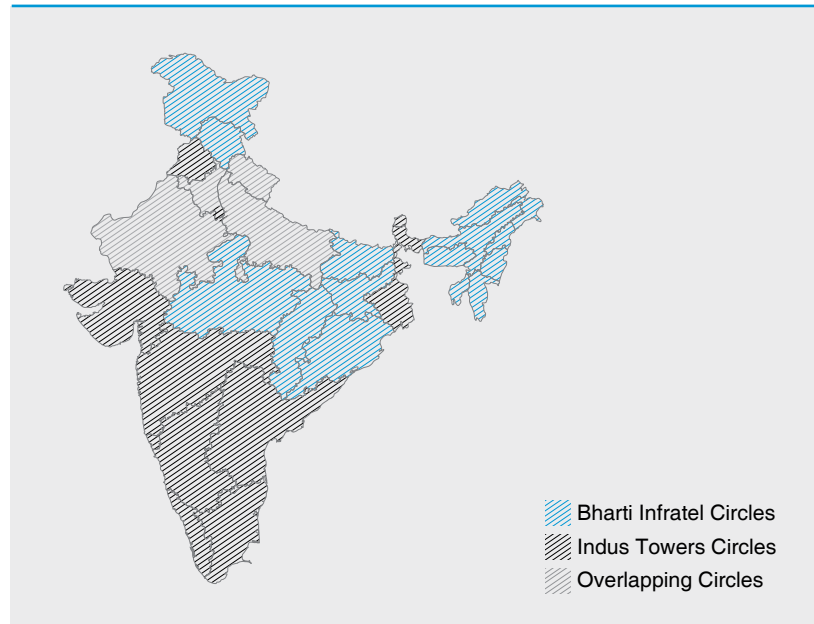 Bharti Infratel Circles
Indus Towers Circles
Overlapping Circles